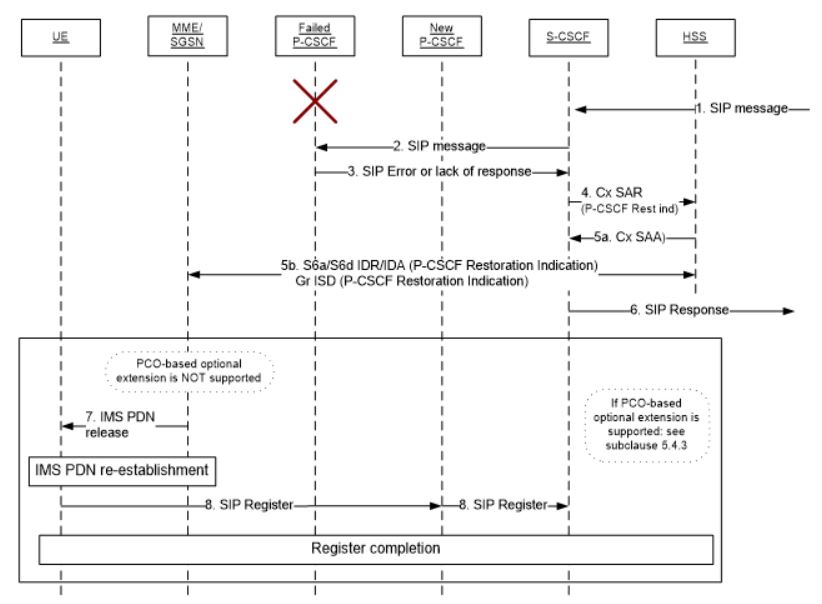 UE
MME/
SGSN
Failed
P-CSCF
New
P-CSCF
S-CSCF
HSS
1. SIP message
2. SIP message
3. SIP Error or lack of response
4. Cx SAR
(P-CSCF Rest ind)
5a. Cx SAA)
5b. S6a/S6d IDR/IDA (P-CSCF Restoration Indication)
Gr ISD (P-CSCF Restoration Indication)
6. SIP Response
PCO-based optional
extension is NOT supported
If PCO-based
optional extension is
supported: see
subclause 5.4.3
7. IMS PDN
release
IMS PDN re-establishment
8. SIP Register
8. SIP Register
Register completion